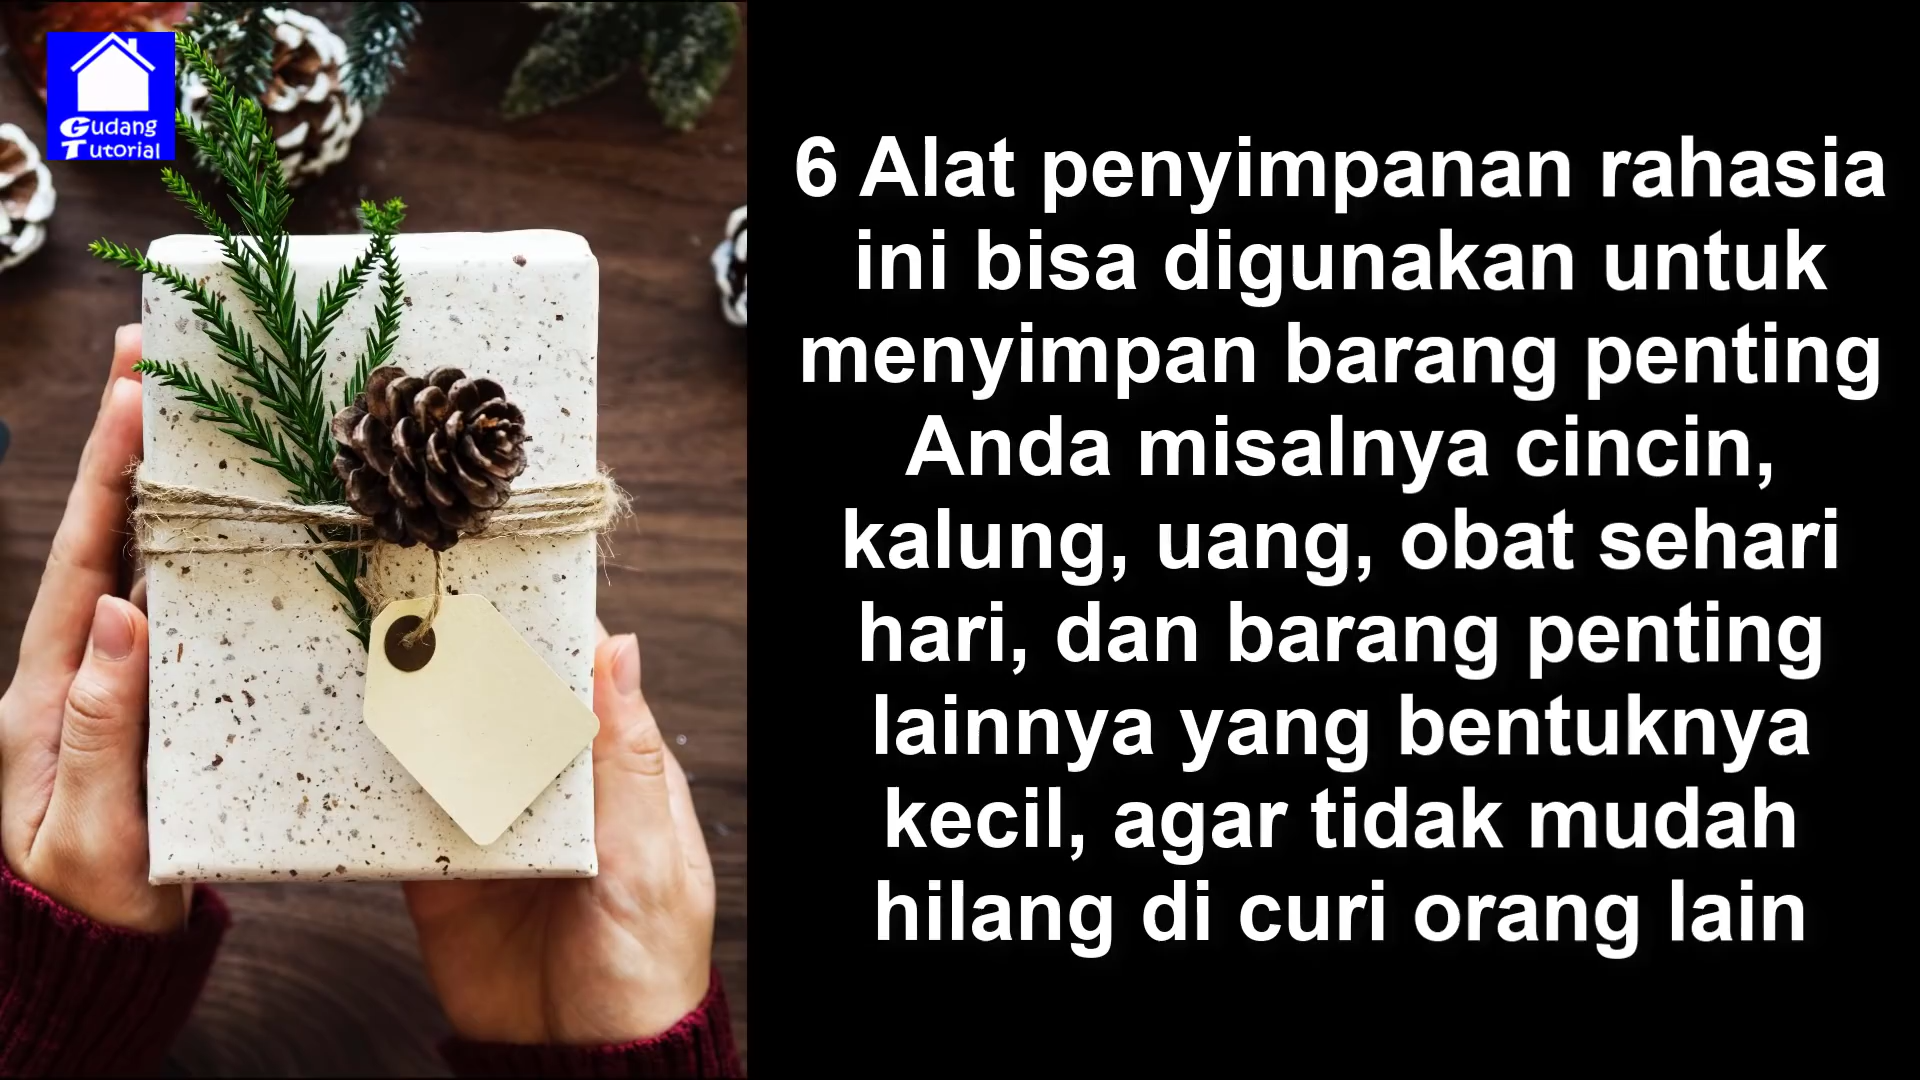 Gudang
Tutorial
6 Alat penyimpanan rahasia
ini bisa digunakan untuk
menyimpan barang penting
Anda misalnya cincin,
kalung, uang, obat sehari
hari, dan barang penting
lainnya yang bentuknya
kecil, agar tidak mudah
hilang di curi orang lain